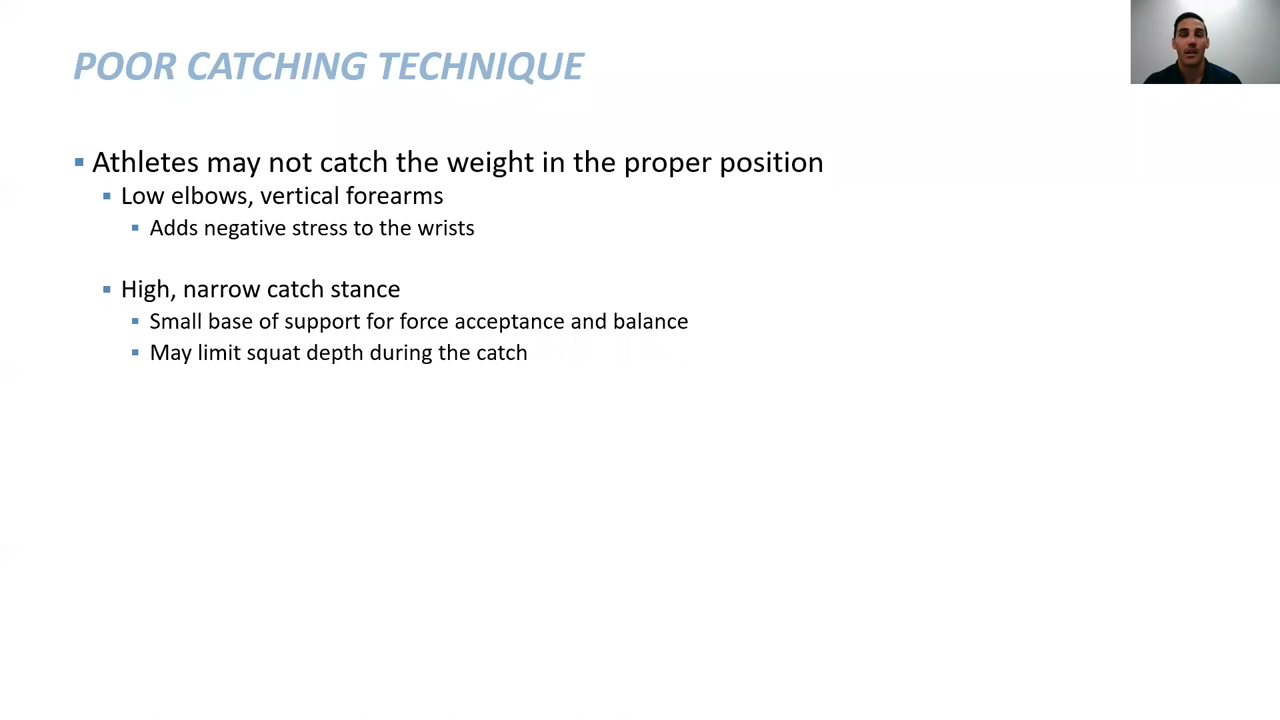 POOR CATCHING TECHNIQUE
Athletes may not catch the weight in the proper position
Low elbows, vertical forearms
Adds negative stress to the wrists
High, narrow catch stance
Small base of support for force acceptance and balance
May limit squat depth during the catch